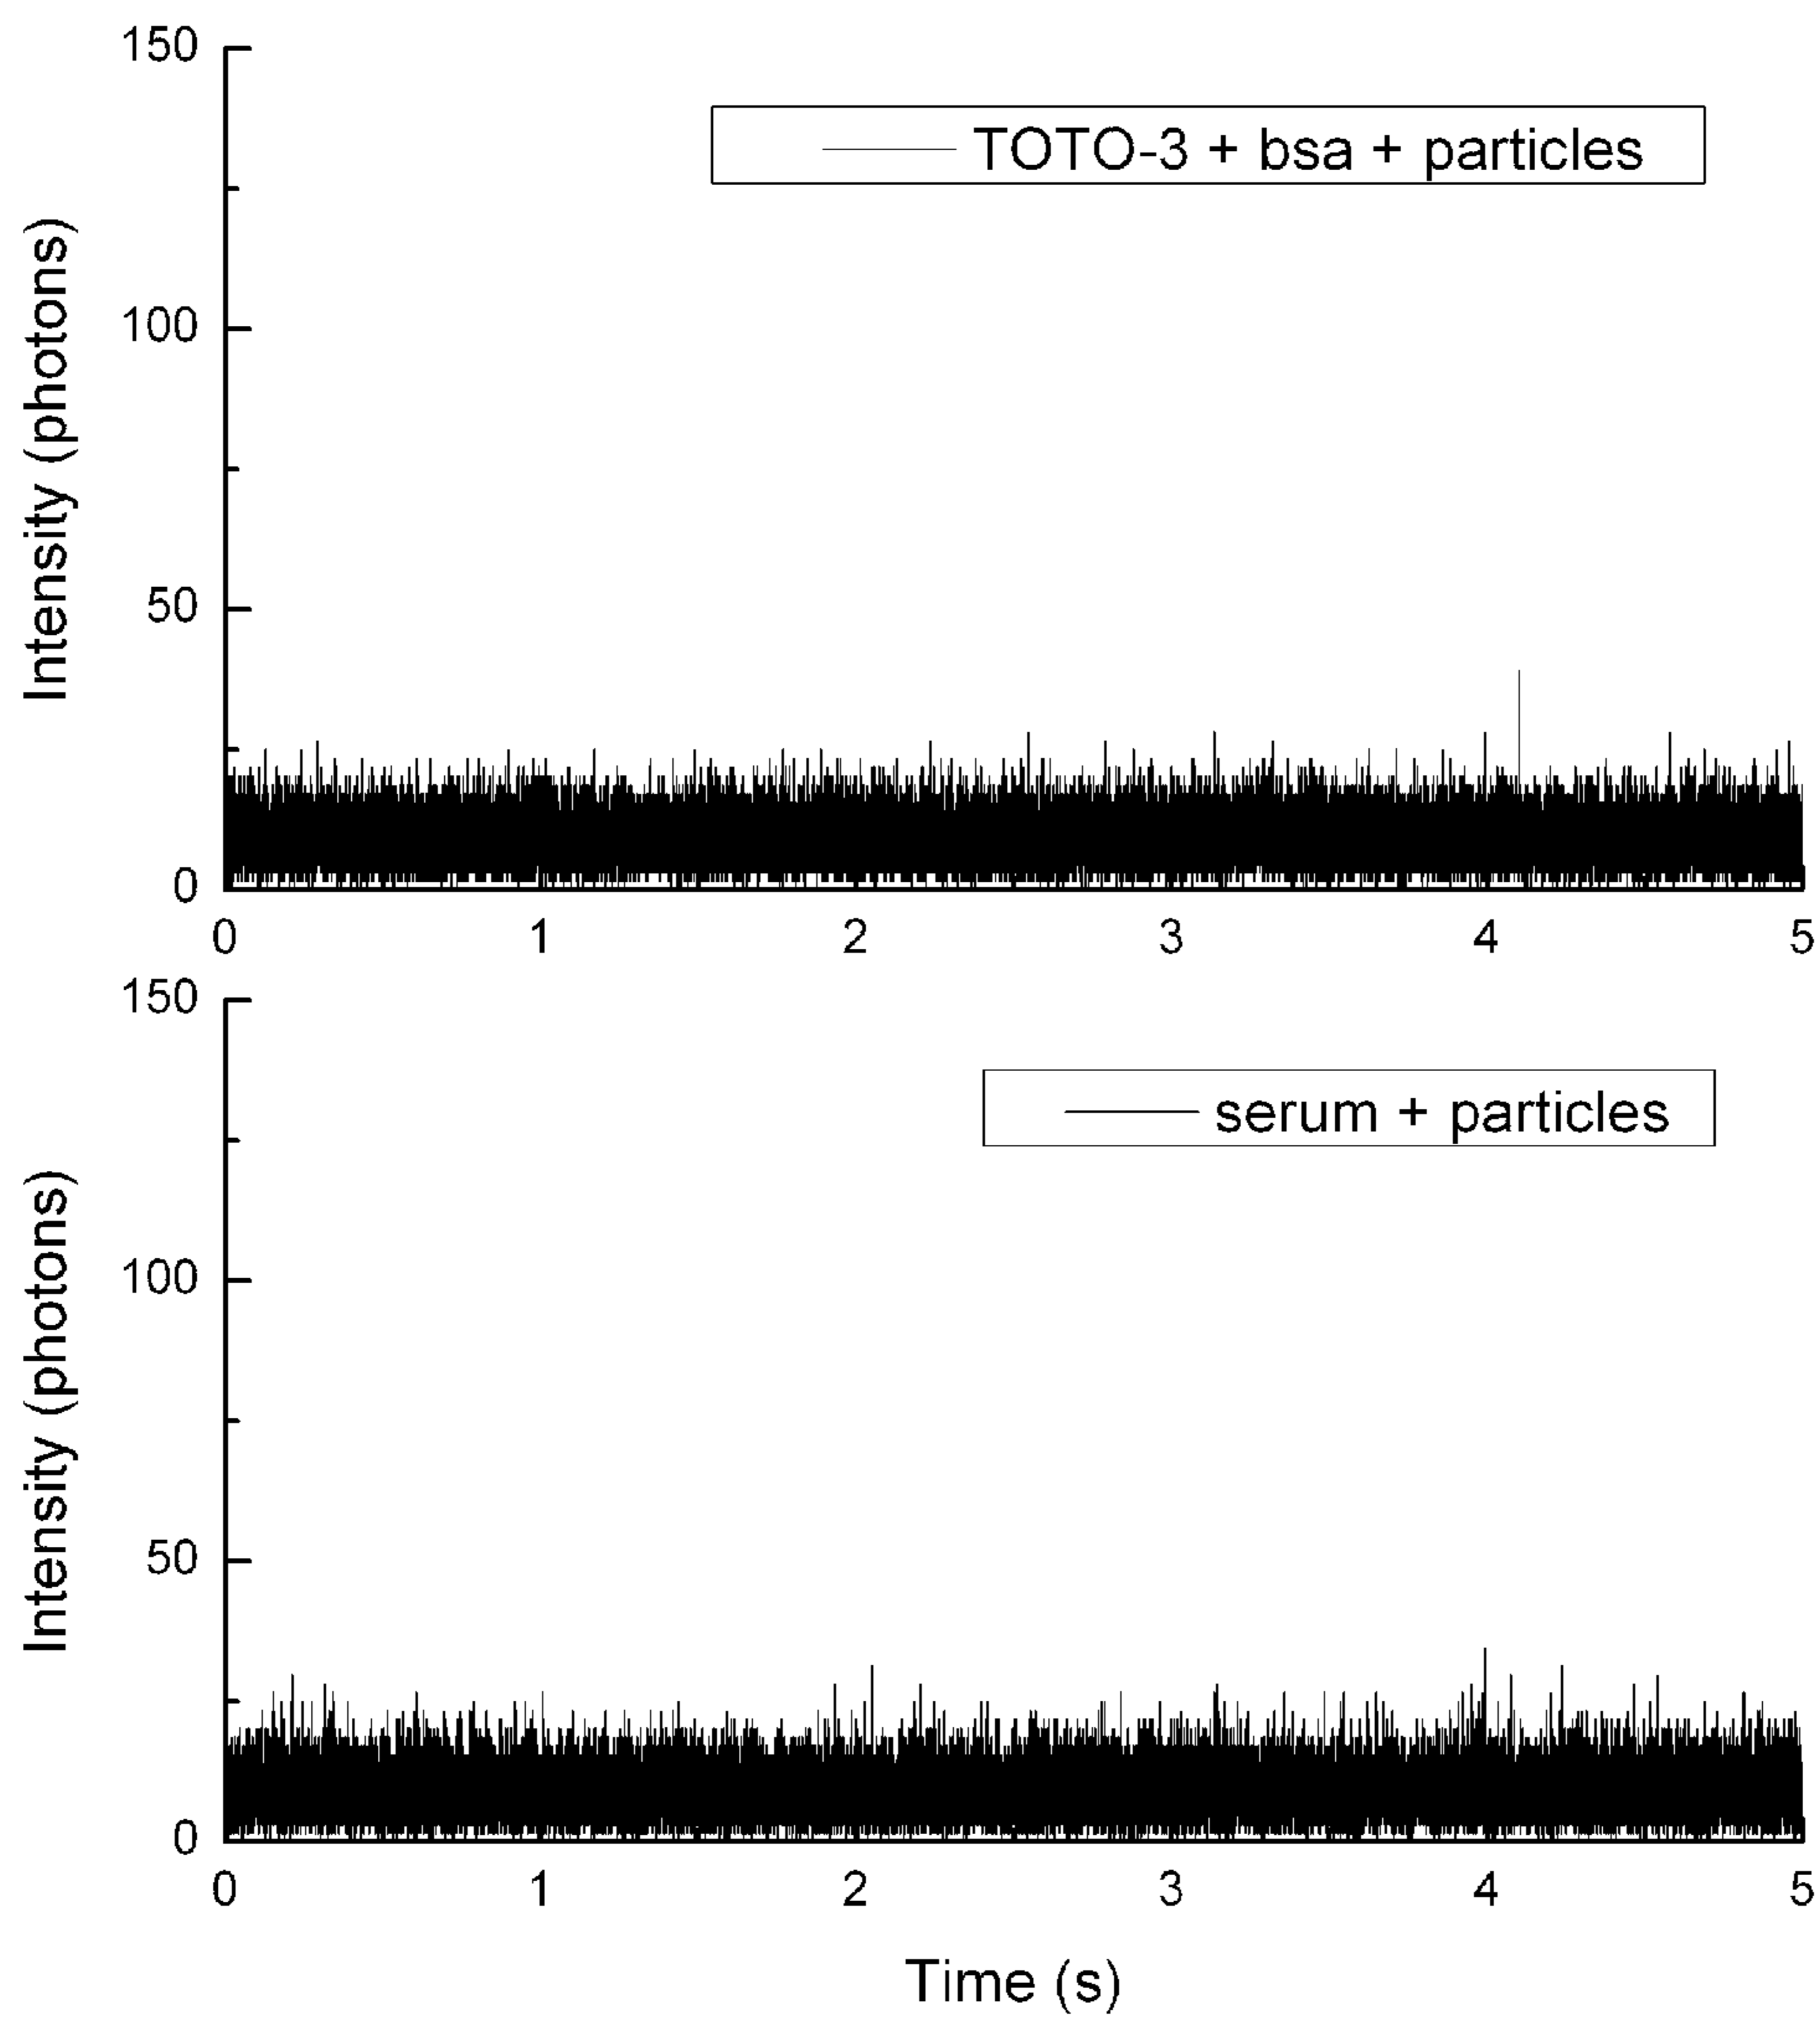 150
TOTO-3 + bsa + particles
100
Intensity (photons)
50
0
0 1 2 3 4 5
150
serum + particles
100
Intensity (photons)
50
0
0 1 2 3 4 5
Time (s)